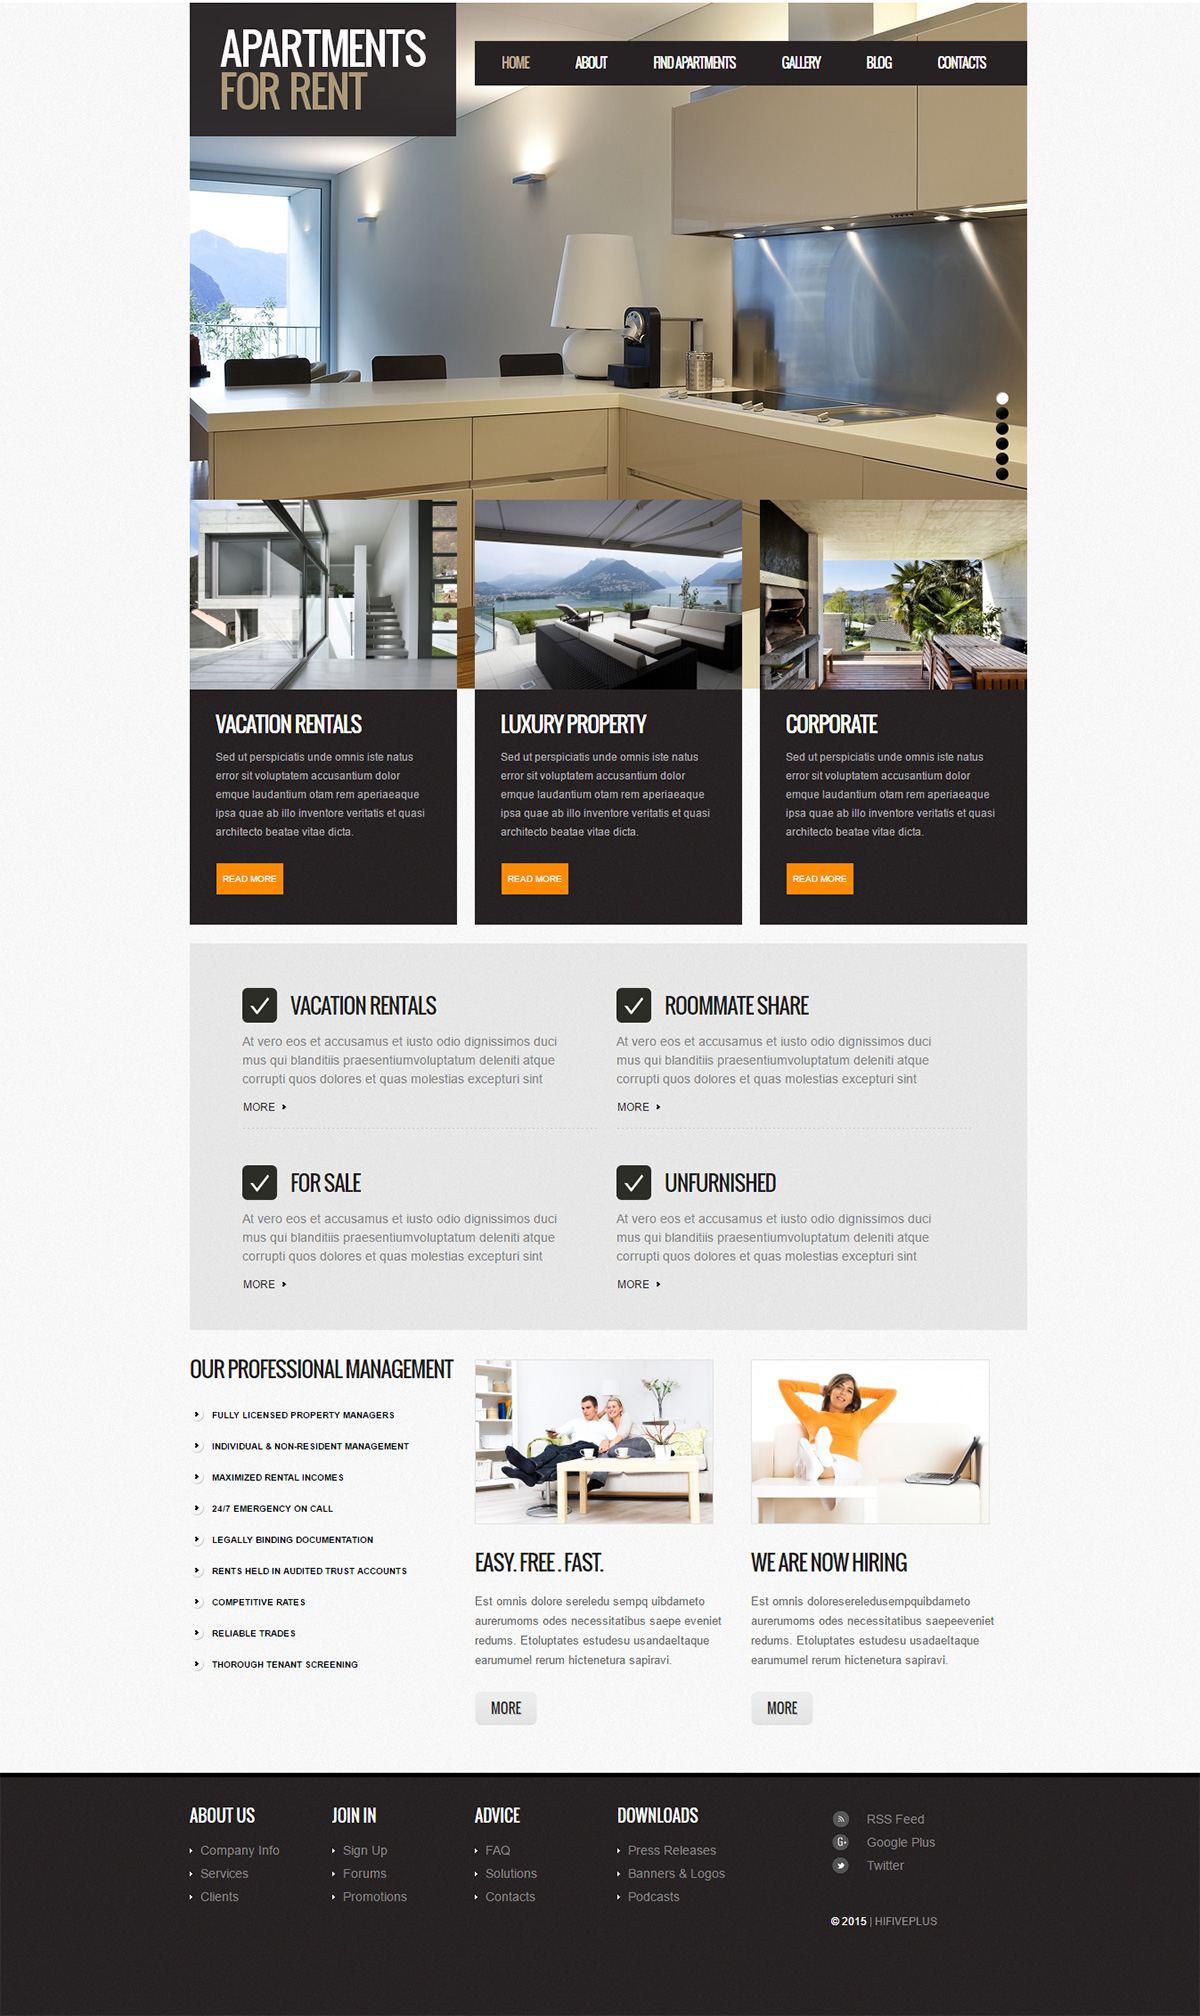 APARTMENTS
FOR RENT
HOME ABOUT FIND APARTMENTS GALLERY BLOG CONTACTS
VACATION RENTALS
Sed ut perspiciatis unde omnis iste natus
error sit voluptatem accusantium dolor
emque laudantium otam rem aperiaeaque
ipsa quae ab illo inventore veritatis et quasi
architecto beatae vitae dicta.
READ MORE
LUXURY PROPERTY
Sed ut perspiciatis unde omnis iste natus
error sit voluptatem accusantium dolor
emque laudantium otam rem aperiaeaque
ipsa quae ab illo inventore veritatis et quasi
architecto beatae vitae dicta.
READ MORE
CORPORATE
Sed ut perspiciatis unde omnis iste natus
error sit voluptatem accusantium dolor
emque laudantium otam rem aperiaeaque
ipsa quae ab illo inventore veritatis et quasi
architecto beatae vitae dicta.
READ MORE
VACATION RENTALS
At vero eos et accusamus et iusto odio dignissimos duci
mus qui blanditiis praesentiumvoluptatum deleniti atque
corrupti quos dolores et quas molestias excepturi sint
MORE
ROOMMATE SHARE
At vero eos et accusamus et iusto odio dignissimos duci
mus qui blanditiis praesentiumvoluptatum deleniti atque
corrupti quos dolores et quas molestias excepturi sint
MORE
FOR SALE
At vero eos et accusamus et iusto odio dignissimos duci
mus qui blanditiis praesentiumvoluptatum deleniti atque
corrupti quos dolores et quas molestias excepturi sint
MORE
UNFURNISHED
At vero eos et accusamus et iusto odio dignissimos duci
mus qui blanditiis praesentiumvoluptatum deleniti atque
corrupti quos dolores et quas molestias excepturi sint
MORE
OUR PROFESSIONAL MANAGEMENT
FULLY LICENSED PROPERTY MANAGERS
INDIVIDUAL & NON-RESIDENT MANAGEMENT
MAXIMIZED RENTAL INCOMES
24/7 EMERGENCY ON CALL
LEGALLY BINDING DOCUMENTATION
RENTS HELD IN AUDITED TRUST ACCOUNTS
COMPETITIVE RATES
RELIABLE TRADES
THOROUGH TENANT SCREENING
EASY. FREE . FAST.
Est omnis dolore sereledu sempq uibdameto
aurerumoms odes necessitatibus saepe eveniet
redums. Etoluptates estudesu usandaeltaque
earumumel rerum hictenetura sapiravi.
MORE
WE ARE NOW HIRING
Est omnis doloresereledusempquibdameto
aurerumoms odes necessitatibus saepeeveniet
redums. Etoluptates estudesu usadaeltaque
earumumel rerum hictenetura sapiravi.
MORE
ABOUT US
Company Info
Services
Clients
JOIN IN
Sign Up
Forums
Promotions
ADVICE
FAQ
Solutions
Contacts
DOWNLOADS
Press Releases
Banners & Logos
Podcasts
RSS Feed
Google Plus
Twitter
© 2015 | HIFIVEPLUS